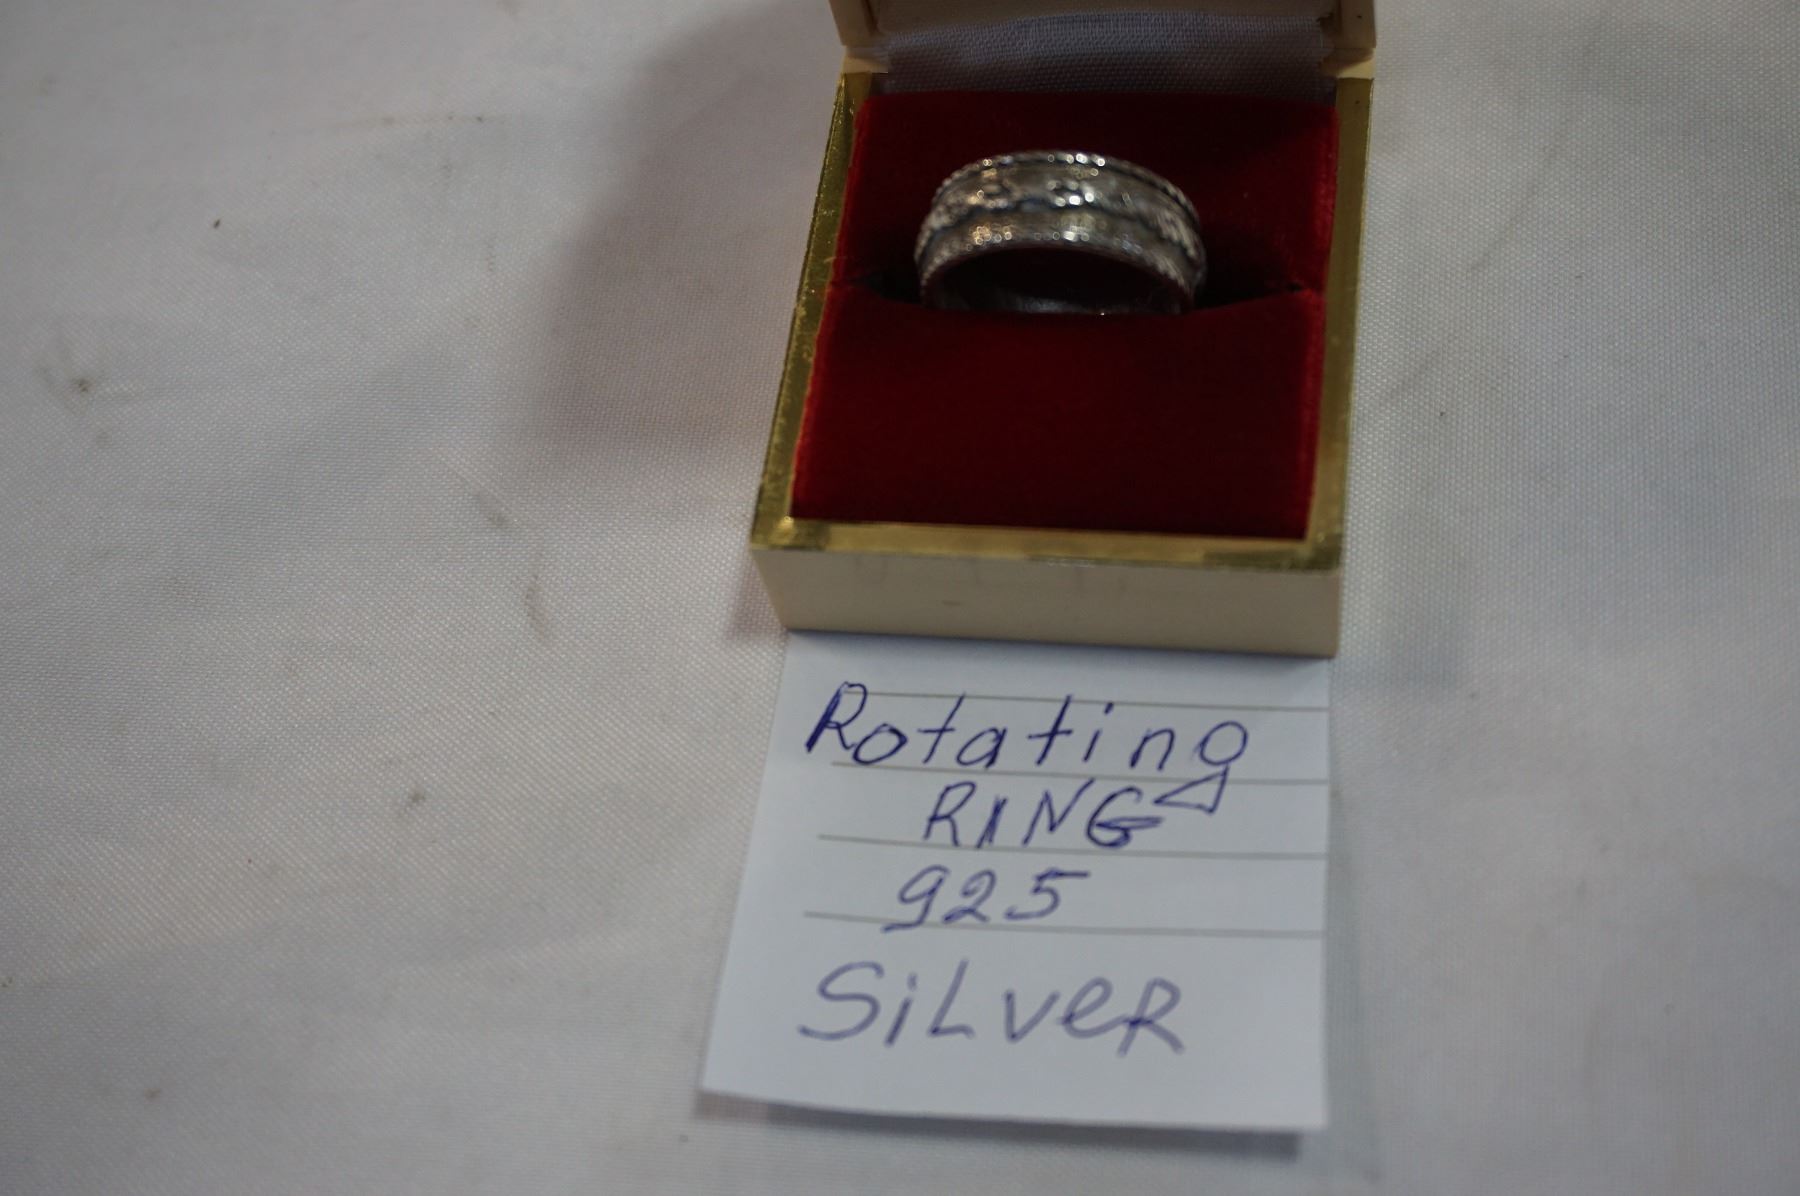 Rotating
RING
925
SiLveR